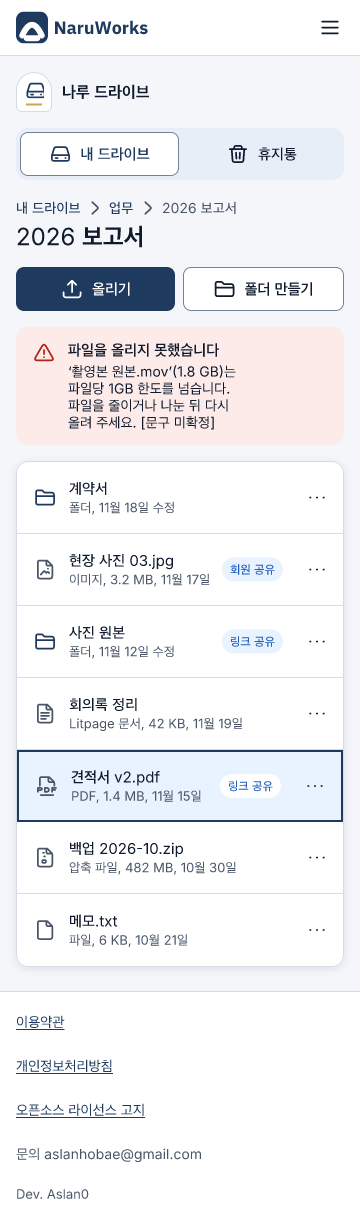 NaruWorks
나루 드라이브
내 드라이브
휴지통
내 드라이브 > 업무 > 2026 보고서
2026 보고서
올리기
폴더 만들기
파일을 올리지 못했습니다
‘촬영본 원본.mov’(1.8 GB)는
파일당 1GB 한도를 넘습니다.
파일을 줄이거나 나눈 뒤 다시
올려 주세요. [문구 미확정]
계약서
폴더, 11월 18일 수정
현장 사진 03.jpg
이미지, 3.2 MB, 11월 17일
회원 공유
사진 원본
폴더, 11월 12일 수정
링크 공유
회의록 정리
Litpage 문서, 42 KB, 11월 19일
PDF
견적서 v2.pdf
PDF, 1.4 MB, 11월 15일
링크 공유
백업 2026-10.zip
압축 파일, 482 MB, 10월 30일
메모.txt
파일, 6 KB, 10월 21일
이용약관
개인정보처리방침
오픈소스 라이선스 고지
문의 aslanhobae@gmail.com
Dev. Aslan0